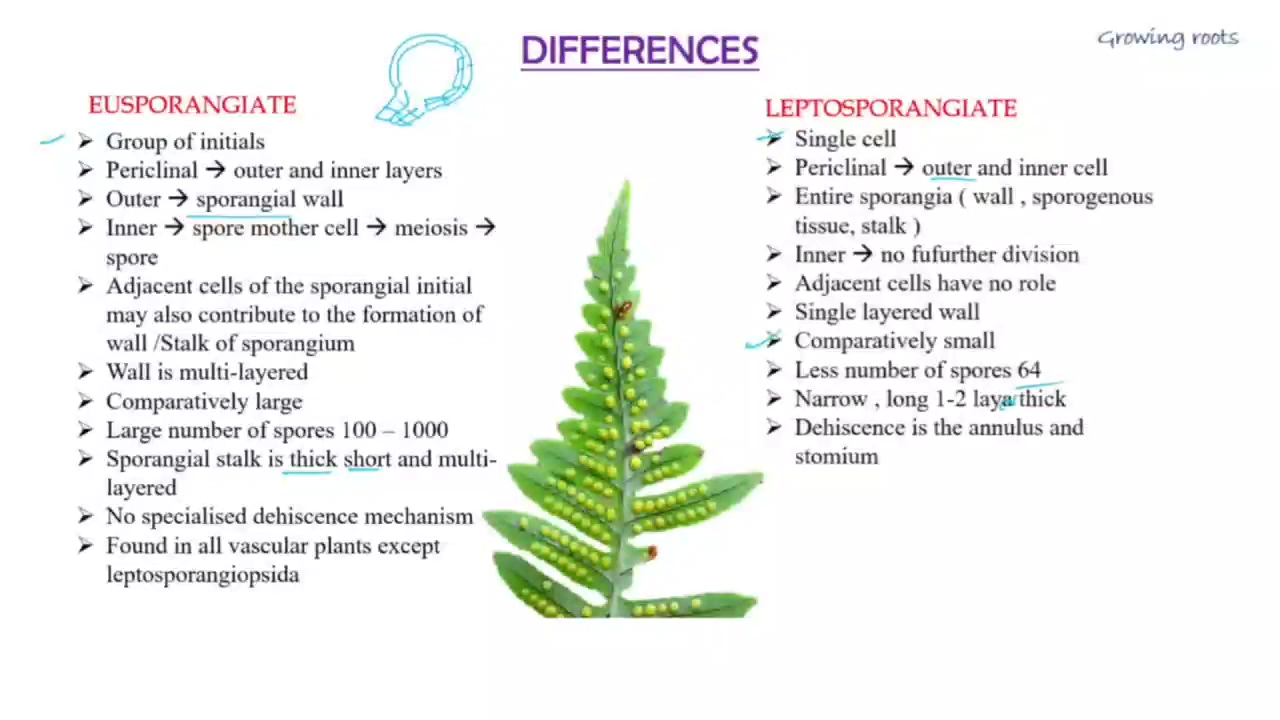 DIFFERENCES
Growing roots
EUSPORANGIATE
➢ Group of initials
➢ Periclinal → outer and inner layers
➢ Outer → sporangial wall
➢ Inner → spore mother cell → meiosis →
spore
➢ Adjacent cells of the sporangial initial
may also contribute to the formation of
wall /Stalk of sporangium
➢ Wall is multi-layered
➢ Comparatively large
➢ Large number of spores 100 – 1000
➢ Sporangial stalk is thick short and multi-
layered
➢ No specialised dehiscence mechanism
➢ Found in all vascular plants except
leptosporangiopsida
LEPTOSPORANGIATE
➢ Single cell
➢ Periclinal → outer and inner cell
➢ Entire sporangia ( wall , sporogenous
tissue, stalk )
➢ Inner → no fufurther division
➢ Adjacent cells have no role
➢ Single layered wall
➢ Comparatively small
➢ Less number of spores 64
➢ Narrow , long 1-2 laya thick
➢ Dehiscence is the annulus and
stomium